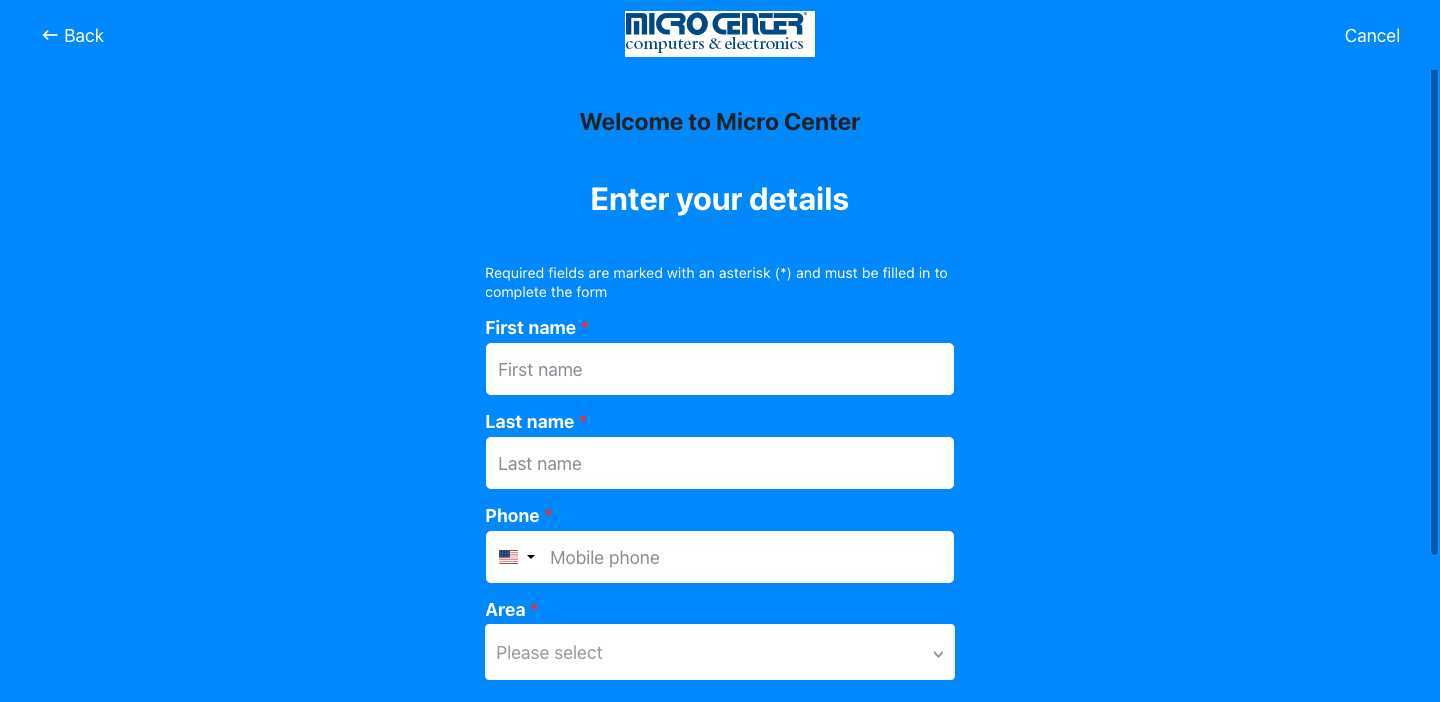 ← Back
MICRO CENTER
computers & electronics
Cancel
Welcome to Micro Center
Enter your details
Required fields are marked with an asterisk (*) and must be filled in to
complete the form
First name *
First name
Last name *
Last name
Phone *
Mobile phone
Area *
Please select